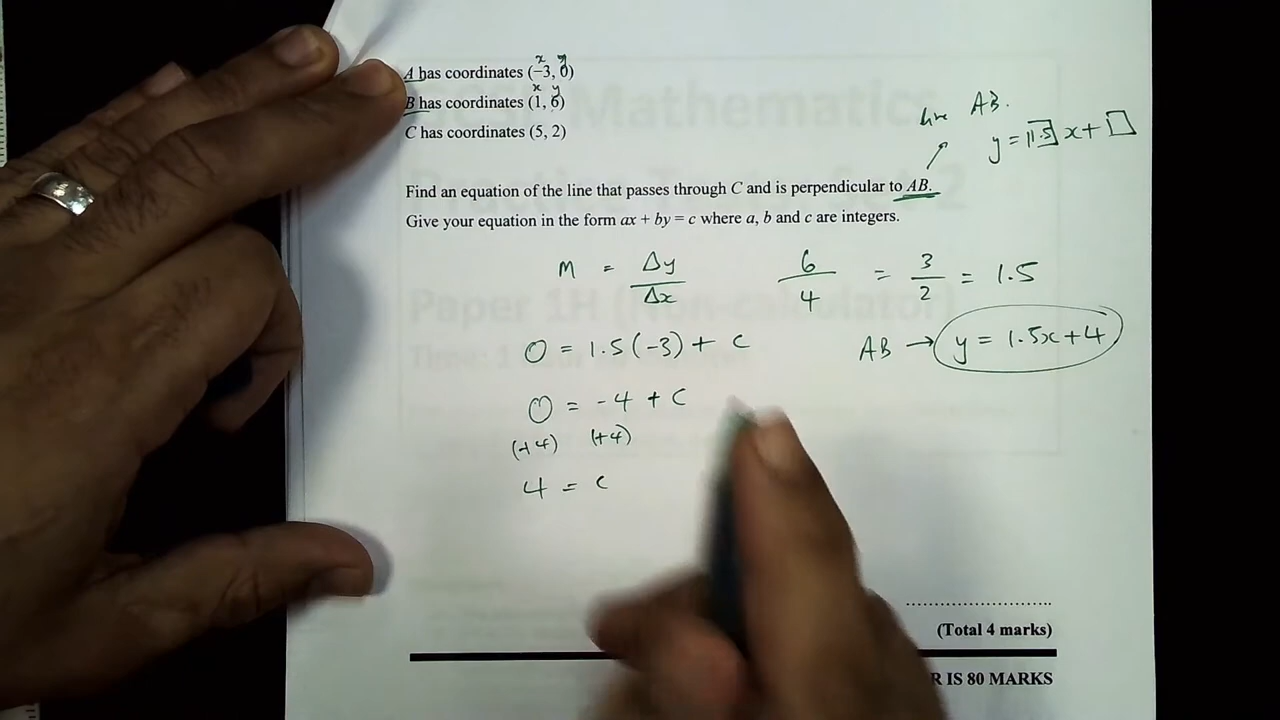 x y
A has coordinates (−3, 0)
x y
B has coordinates (1, 6)
C has coordinates (5, 2)
line AB.
y = 1.5 x + □
Find an equation of the line that passes through C and is perpendicular to AB.
Give your equation in the form ax + by = c where a, b and c are integers.
M = Δy / Δx
6 / 4 = 3 / 2 = 1.5
0 = 1.5(-3) + c
AB → y = 1.5x + 4
0 = -4 + c
(+4) (+4)
4 = c
(Total 4 marks)
R IS 80 MARKS